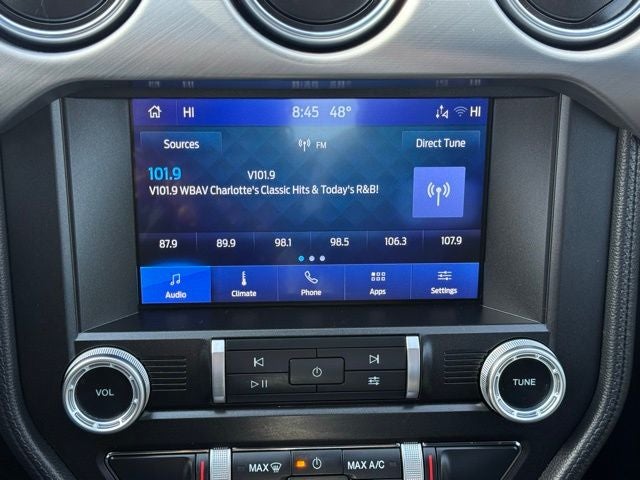 HI 8:45 48° HI
Sources FM Direct Tune
101.9 V101.9
V101.9 WBAV Charlotte's Classic Hits & Today's R&B!
87.9 89.9 98.1 98.5 106.3 107.9
Audio Climate Phone Apps Settings
VOL TUNE
MAX MAX A/C